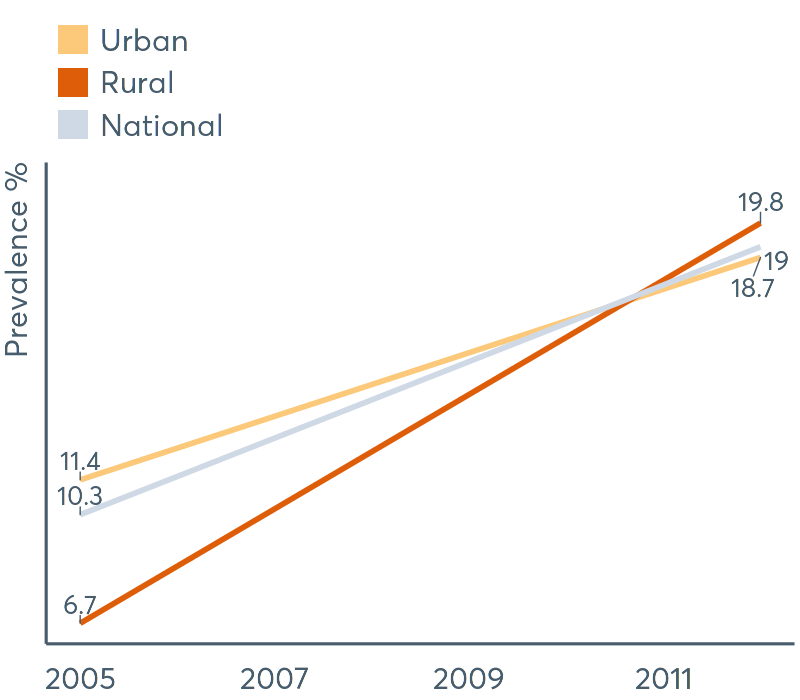 Urban
Rural
National
Prevalence %
19.8
19
18.7
11.4
10.3
6.7
2005 2007 2009 2011